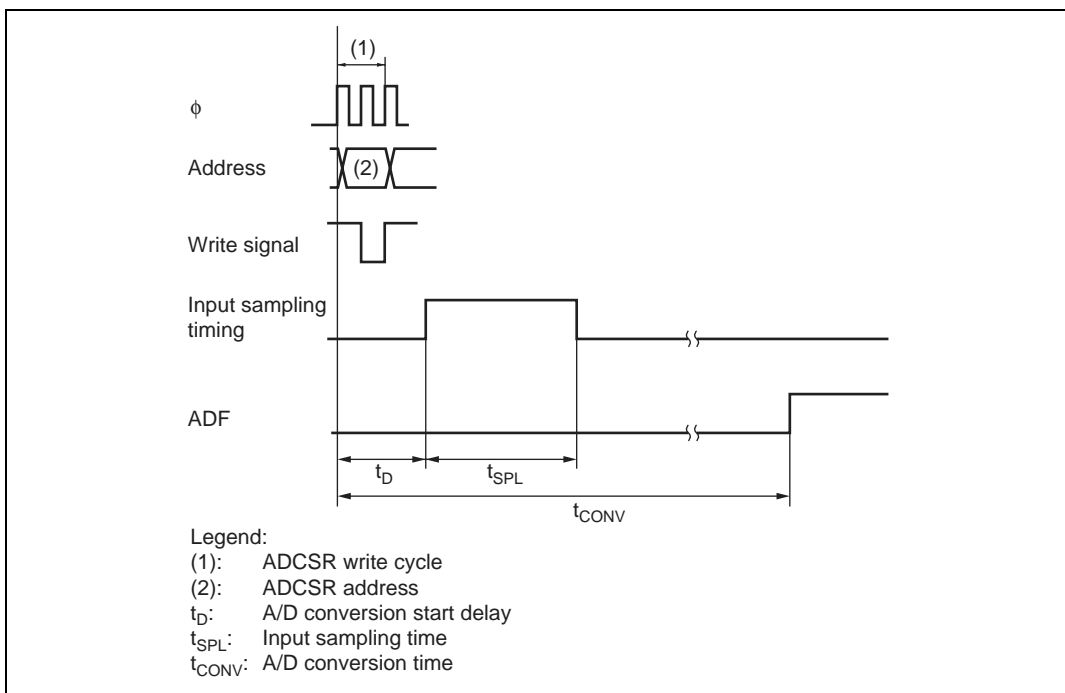 (1)
ϕ
Address
(2)
Write signal
Input sampling
timing
ADF
tD
tSPL
tCONV
Legend:
(1): ADCSR write cycle
(2): ADCSR address
tD: A/D conversion start delay
tSPL: Input sampling time
tCONV: A/D conversion time